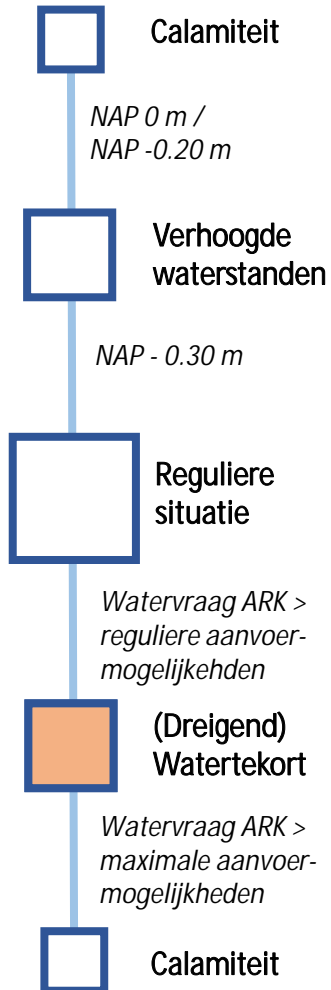 Calamiteit
NAP 0 m /
NAP -0.20 m
Verhoogde
waterstanden
NAP - 0.30 m
Reguliere
situatie
Watervraag ARK >
reguliere aanvoer-
mogelijkehden
(Dreigend)
Watertekort
Watervraag ARK >
maximale aanvoer-
mogelijkheden
Calamiteit